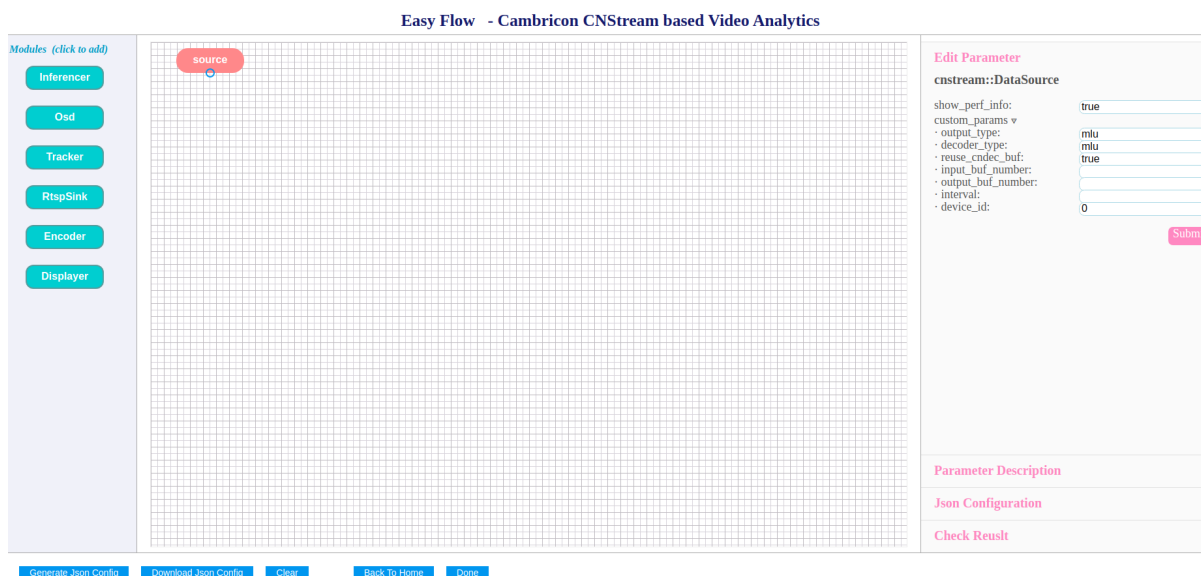 Easy Flow - Cambricon CNStream based Video Analytics
Modules (click to add)
Inferencer
Osd
Tracker
RtspSink
Encoder
Displayer
source
Edit Parameter
cnstream::DataSource
show_perf_info: true
custom_params ▿
· output_type: mlu
· decoder_type: mlu
· reuse_cndec_buf: true
· input_buf_number:
· output_buf_number:
· interval:
· device_id: 0
Subm
Parameter Description
Json Configuration
Check Reuslt
Generate Json Config Download Json Config Clear Back To Home Done